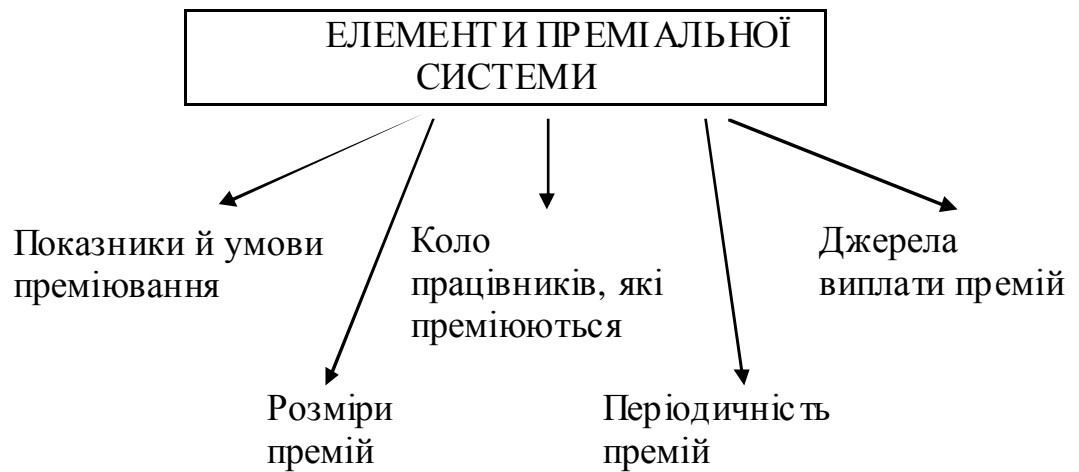 ЕЛЕМЕНТИ ПРЕМІАЛЬНОЇ
СИСТЕМИ
Показники й умови
преміювання
Коло
працівників, які
преміюються
Джерела
виплати премій
Розміри
премій
Періодичність
премій